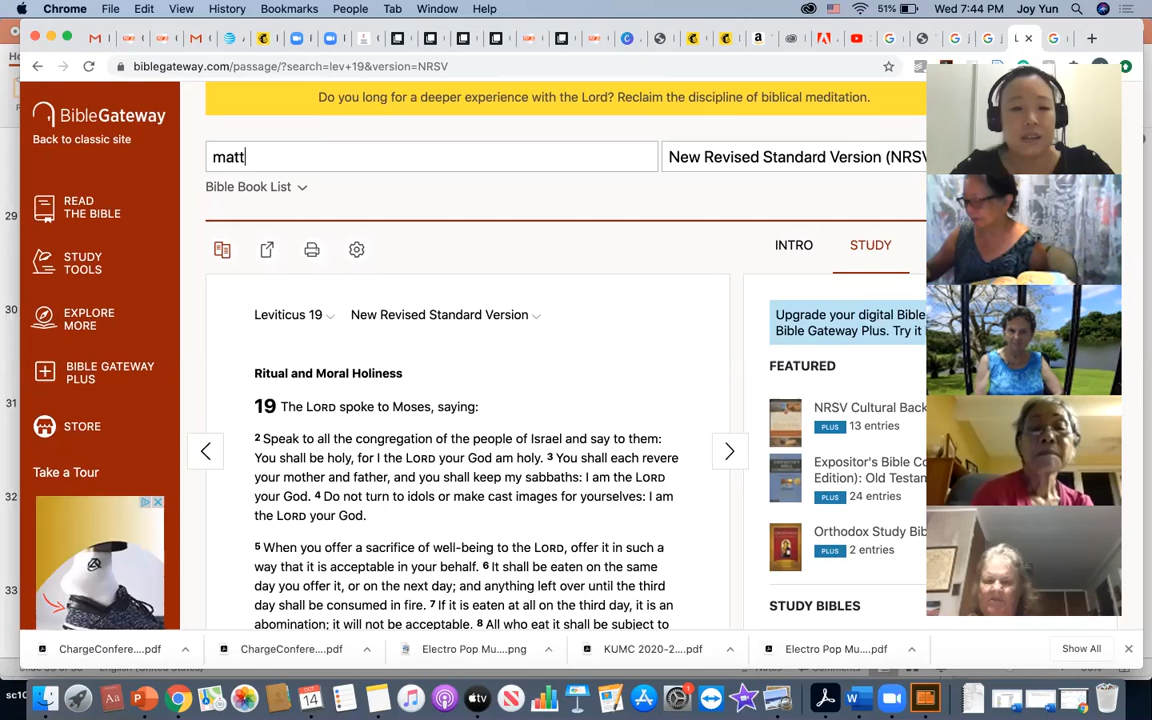 Chrome File Edit View History Bookmarks People Tab Window Help 51% Wed 7:44 PM Joy Yun
biblegateway.com/passage/?search=lev+19&version=NRSV
Do you long for a deeper experience with the Lord? Reclaim the discipline of biblical meditation.
BibleGateway
Back to classic site
matt
New Revised Standard Version (NRSV
Bible Book List
READ
THE BIBLE
STUDY
TOOLS
EXPLORE
MORE
BIBLE GATEWAY
PLUS
STORE
Take a Tour
INTRO STUDY
Leviticus 19 New Revised Standard Version
Ritual and Moral Holiness
19 The LORD spoke to Moses, saying:
2 Speak to all the congregation of the people of Israel and say to them:
You shall be holy, for I the LORD your God am holy. 3 You shall each revere
your mother and father, and you shall keep my sabbaths: I am the LORD
your God. 4 Do not turn to idols or make cast images for yourselves: I am
the LORD your God.
5 When you offer a sacrifice of well-being to the LORD, offer it in such a
way that it is acceptable in your behalf. 6 It shall be eaten on the same
day you offer it, or on the next day; and anything left over until the third
day shall be consumed in fire. 7 If it is eaten at all on the third day, it is an
abomination; it will not be acceptable. 8 All who eat it shall be subject to
Upgrade your digital Bible
Bible Gateway Plus. Try it
FEATURED
NRSV Cultural Back
PLUS 13 entries
Expositor's Bible Co
Edition): Old Testan
PLUS 24 entries
Orthodox Study Bib
PLUS 2 entries
STUDY BIBLES
29
30
31
32
33
ChargeConfere....pdf
ChargeConfere....pdf
Electro Pop Mu....png
KUMC 2020-2....pdf
Electro Pop Mu....pdf
Show All
OCT
14